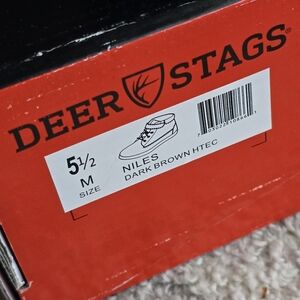 DEER STAGS®
5½
M
SIZE
NILES
DARK BROWN HTEC